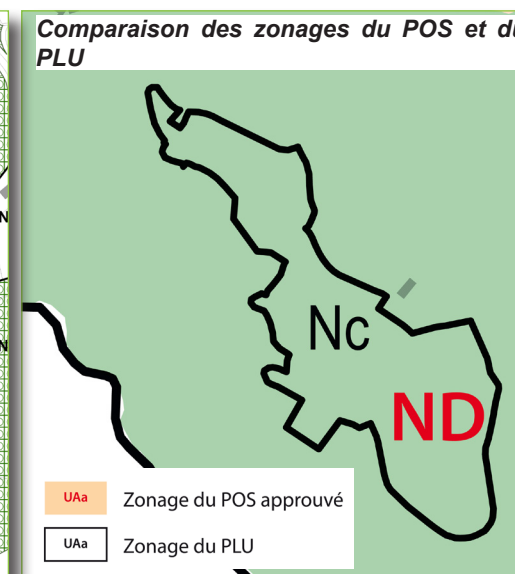 Comparaison des zonages du POS et du
PLU
N
N
Nc
ND
UAa Zonage du POS approuvé
UAa Zonage du PLU